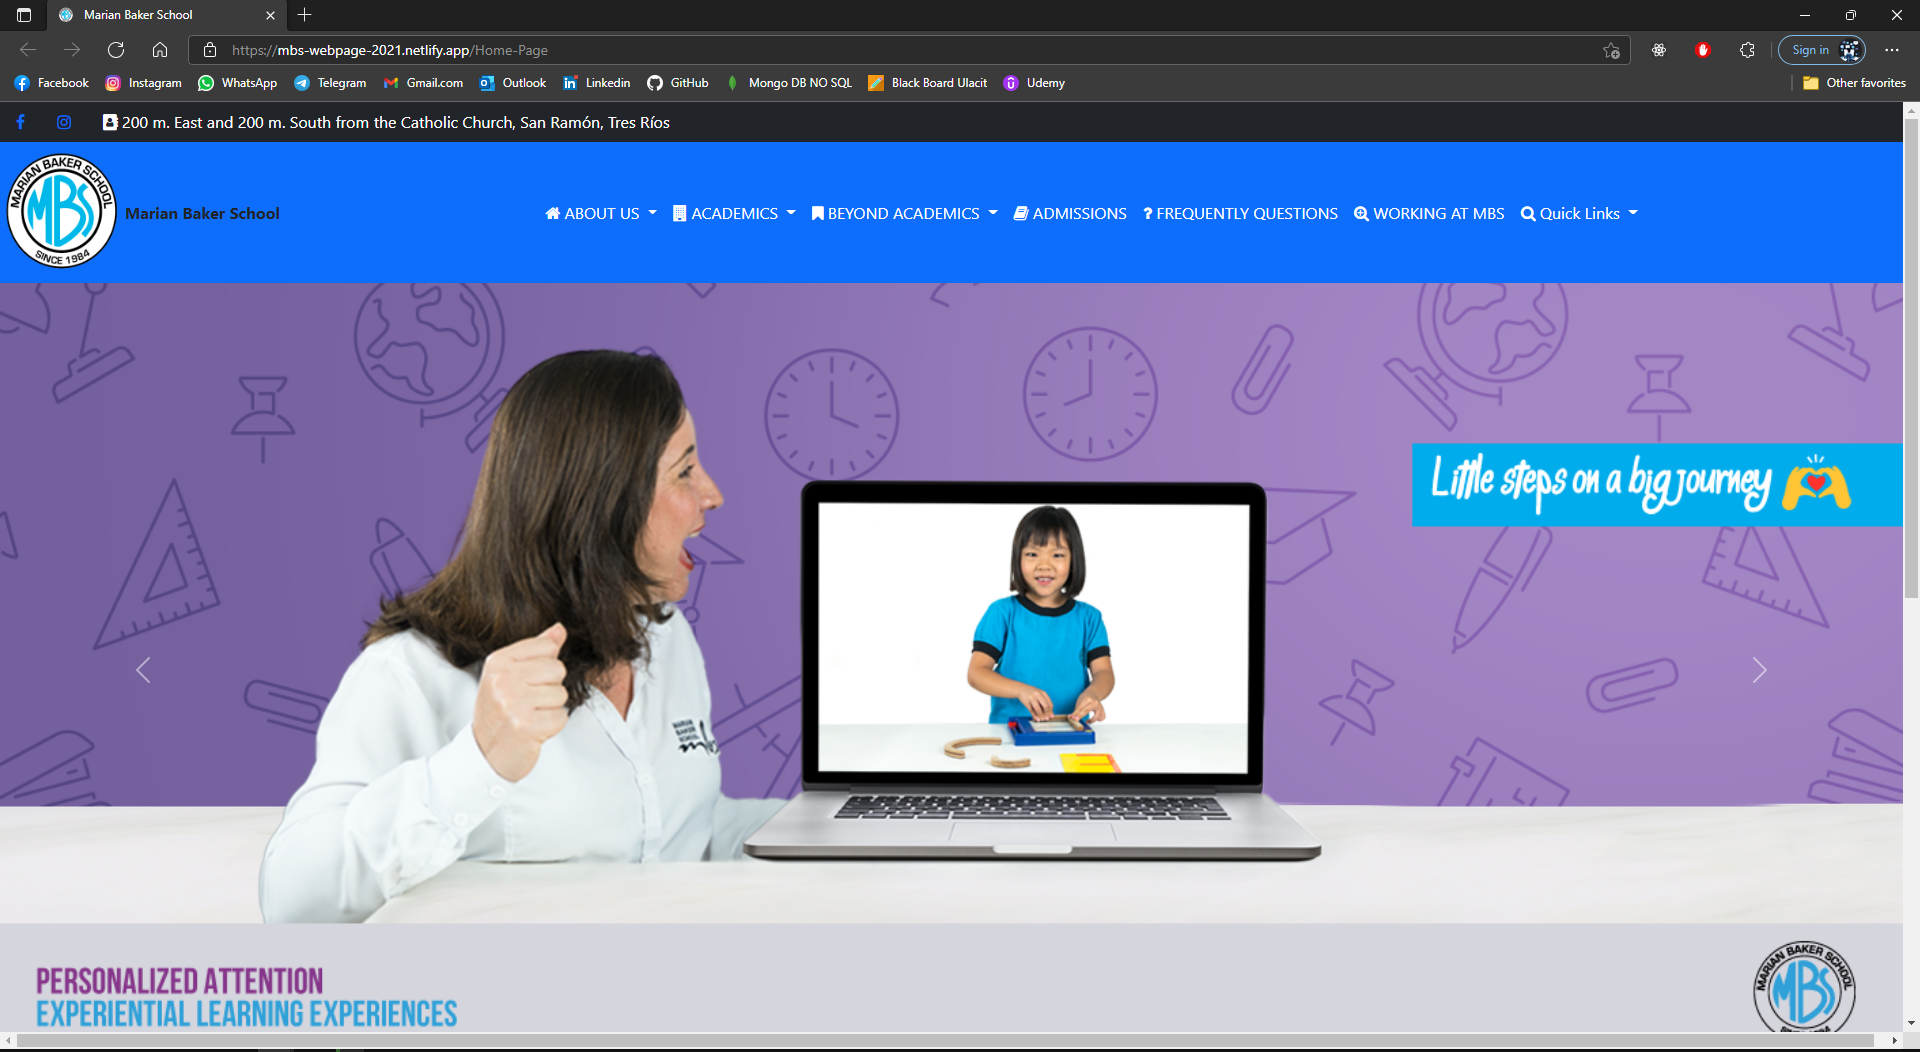 Marian Baker School
https://mbs-webpage-2021.netlify.app/Home-Page
Sign in
Facebook Instagram WhatsApp Telegram Gmail.com Outlook Linkedin GitHub Mongo DB NO SQL Black Board Ulacit Udemy Other favorites
200 m. East and 200 m. South from the Catholic Church, San Ramón, Tres Ríos
MARIAN BAKER SCHOOL
MBS
SINCE 1984
Marian Baker School
ABOUT US ACADEMICS BEYOND ACADEMICS ADMISSIONS ? FREQUENTLY QUESTIONS WORKING AT MBS Quick Links
Little steps on a big journey
MARIAN
BAKER
SCHOOL
PERSONALIZED ATTENTION
EXPERIENTIAL LEARNING EXPERIENCES
MARIAN BAKER SCHOOL
MBS